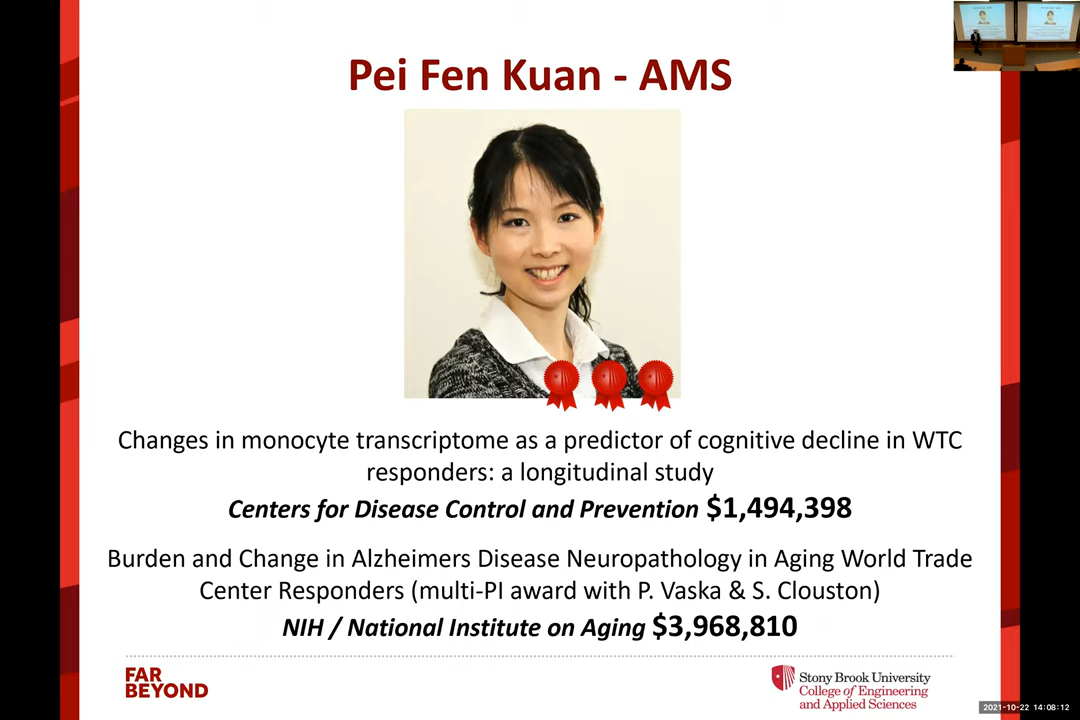 Pei Fen Kuan - AMS
Changes in monocyte transcriptome as a predictor of cognitive decline in WTC
responders: a longitudinal study
Centers for Disease Control and Prevention $1,494,398
Burden and Change in Alzheimers Disease Neuropathology in Aging World Trade
Center Responders (multi-PI award with P. Vaska & S. Clouston)
NIH / National Institute on Aging $3,968,810
FAR
BEYOND
Stony Brook University
College of Engineering
and Applied Sciences
2021-10-22 14:08:12